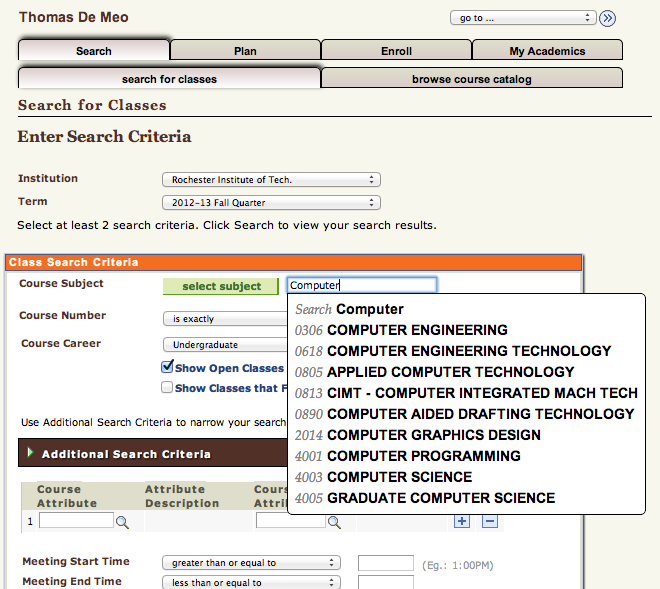 Thomas De Meo
go to ...
Search Plan Enroll My Academics
search for classes browse course catalog
Search for Classes
Enter Search Criteria
Institution Rochester Institute of Tech.
Term 2012-13 Fall Quarter
Select at least 2 search criteria. Click Search to view your search results.
Class Search Criteria
Course Subject select subject Computer
Search Computer
0306 COMPUTER ENGINEERING
0618 COMPUTER ENGINEERING TECHNOLOGY
0805 APPLIED COMPUTER TECHNOLOGY
0813 CIMT - COMPUTER INTEGRATED MACH TECH
0890 COMPUTER AIDED DRAFTING TECHNOLOGY
2014 COMPUTER GRAPHICS DESIGN
4001 COMPUTER PROGRAMMING
4003 COMPUTER SCIENCE
4005 GRADUATE COMPUTER SCIENCE
Course Number is exactly
Course Career Undergraduate
Show Open Classes
Show Classes that F
Use Additional Search Criteria to narrow your search
Additional Search Criteria
Course Attribute
Attribute Description
Cours
1
Meeting Start Time greater than or equal to (Eg.: 1:00PM)
Meeting End Time less than or equal to